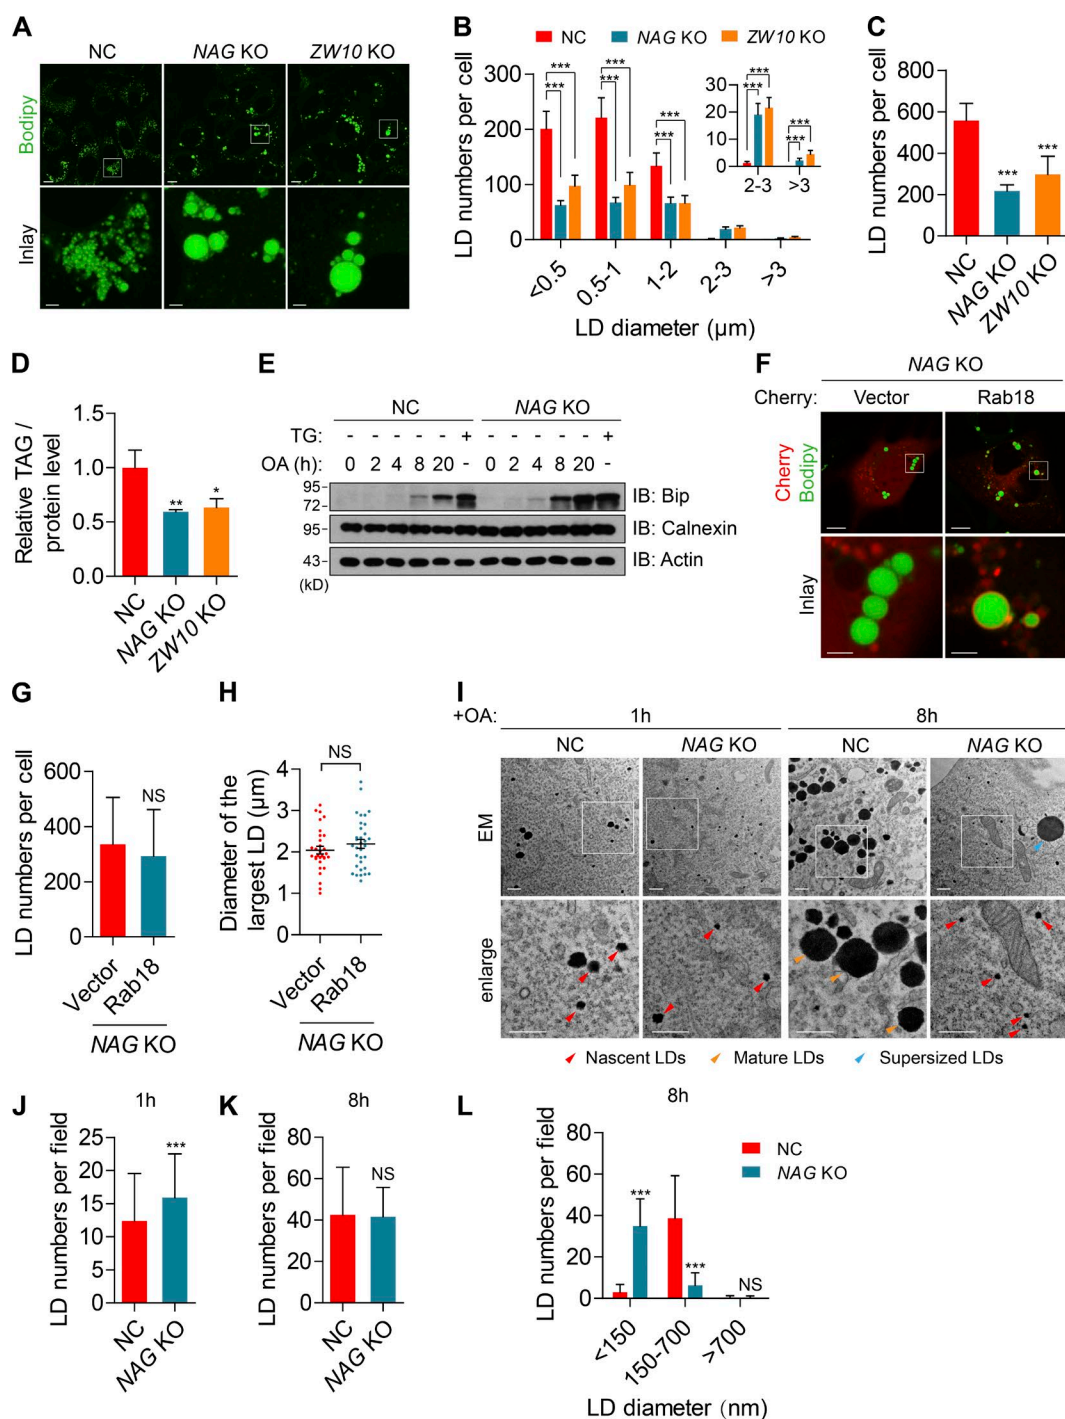 A
NC
NAG KO
ZW10 KO
Bodipy
Inlay
B
NC
NAG KO
ZW10 KO
LD numbers per cell
300
200
100
0
***
***
***
***
***
***
<0.5
0.5-1
1-2
2-3
>3
LD diameter (µm)
30
20
10
0
***
***
***
***
2-3
>3
C
LD numbers per cell
800
600
400
200
0
***
***
NC
NAG KO
ZW10 KO
D
Relative TAG /
protein level
1.5
1.0
0.5
0.0
**
*
NC
NAG KO
ZW10 KO
E
NC
NAG KO
TG: - - - - - + - - - - - +
OA (h): 0 2 4 8 20 - 0 2 4 8 20 -
95
72
IB: Bip
95
IB: Calnexin
43
IB: Actin
(kD)
F
NAG KO
Cherry: Vector Rab18
Cherry
Bodipy
Inlay
G
LD numbers per cell
600
400
200
0
NS
Vector
Rab18
NAG KO
H
Diameter of the
largest LD (µm)
4
3
2
1
0
NS
Vector
Rab18
NAG KO
I
+OA: 1h 8h
NC
NAG KO
NC
NAG KO
EM
enlarge
Nascent LDs
Mature LDs
Supersized LDs
J
1h
LD numbers per field
25
20
15
10
5
0
***
NC
NAG KO
K
8h
LD numbers per field
80
60
40
20
0
NS
NC
NAG KO
L
8h
LD numbers per field
80
60
40
20
0
NC
NAG KO
***
***
NS
<150
150-700
>700
LD diameter (nm)